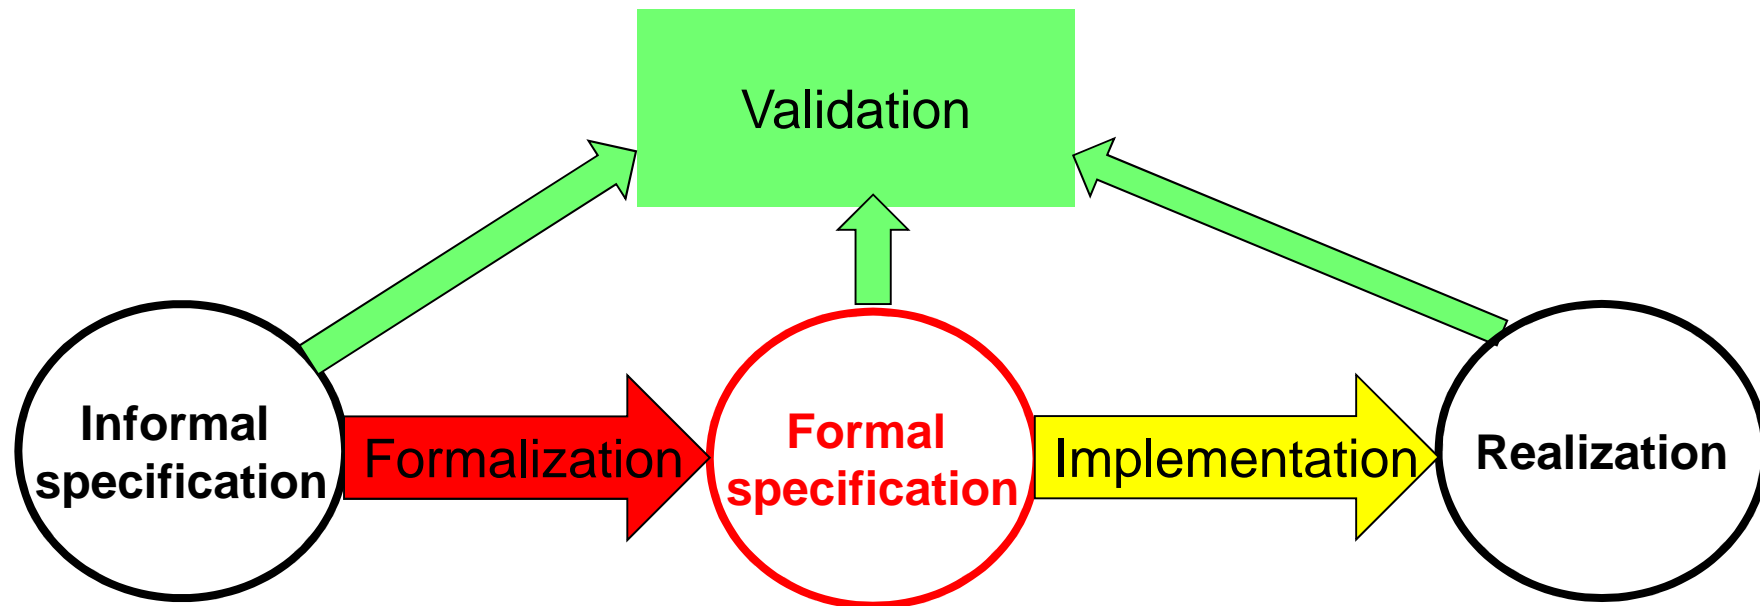 Validation
Informal
specification
Formalization
Formal
specification
Implementation
Realization